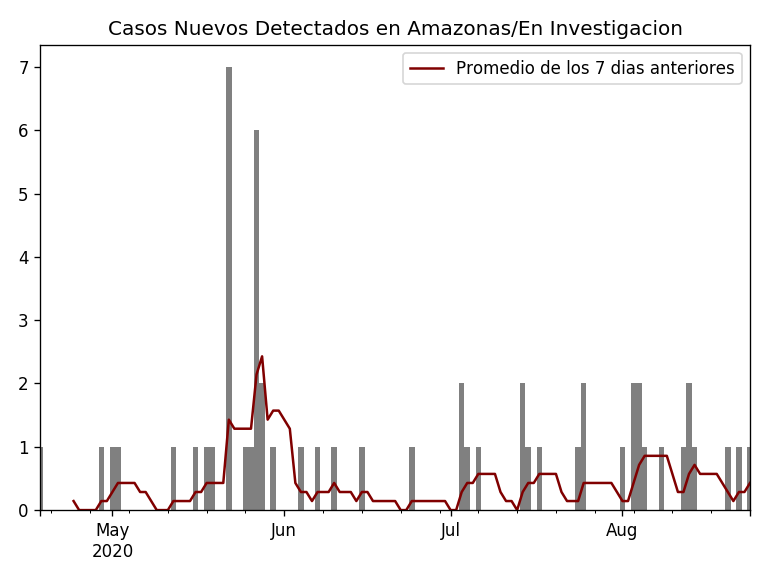 Casos Nuevos Detectados en Amazonas/En Investigacion
Promedio de los 7 dias anteriores
7
6
5
4
3
2
1
0
May
2020
Jun
Jul
Aug